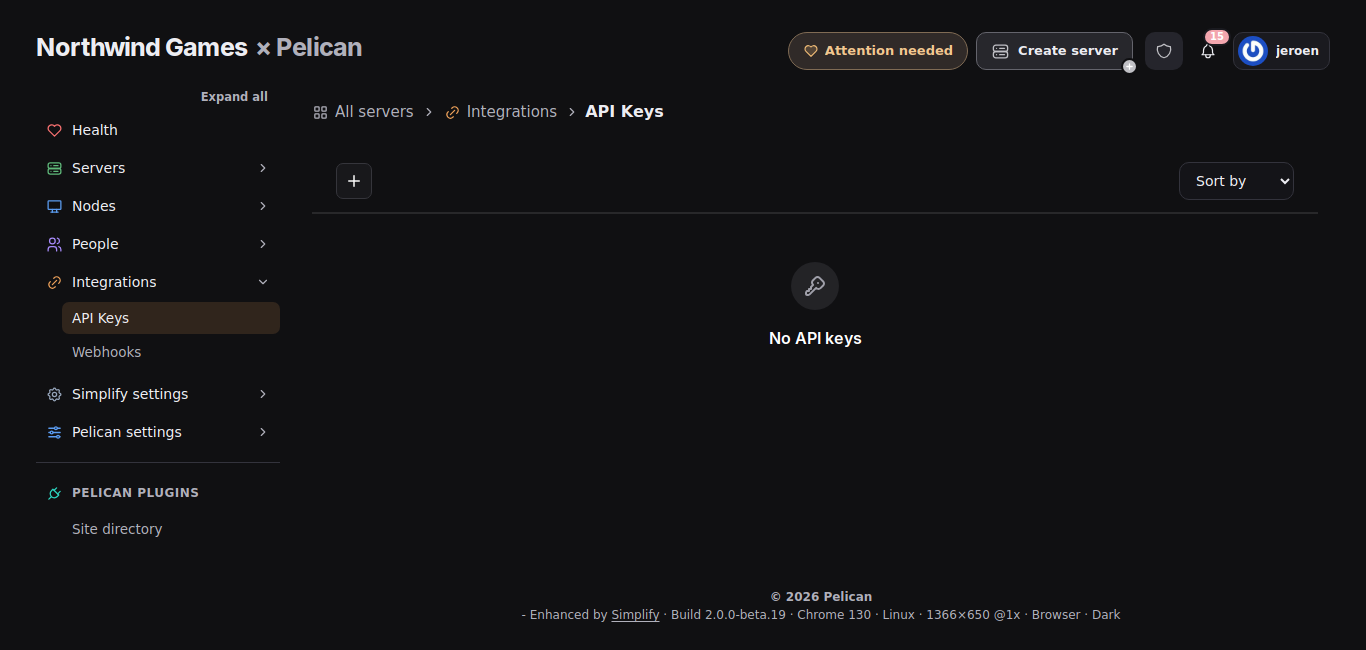 Northwind Games × Pelican
Attention needed
Create server
15
jeroen
Expand all
All servers > Integrations > API Keys
Health
Servers
Nodes
People
Integrations
API Keys
Webhooks
Simplify settings
Pelican settings
PELICAN PLUGINS
Site directory
Sort by
No API keys
© 2026 Pelican
- Enhanced by Simplify · Build 2.0.0-beta.19 · Chrome 130 · Linux · 1366×650 @1x · Browser · Dark